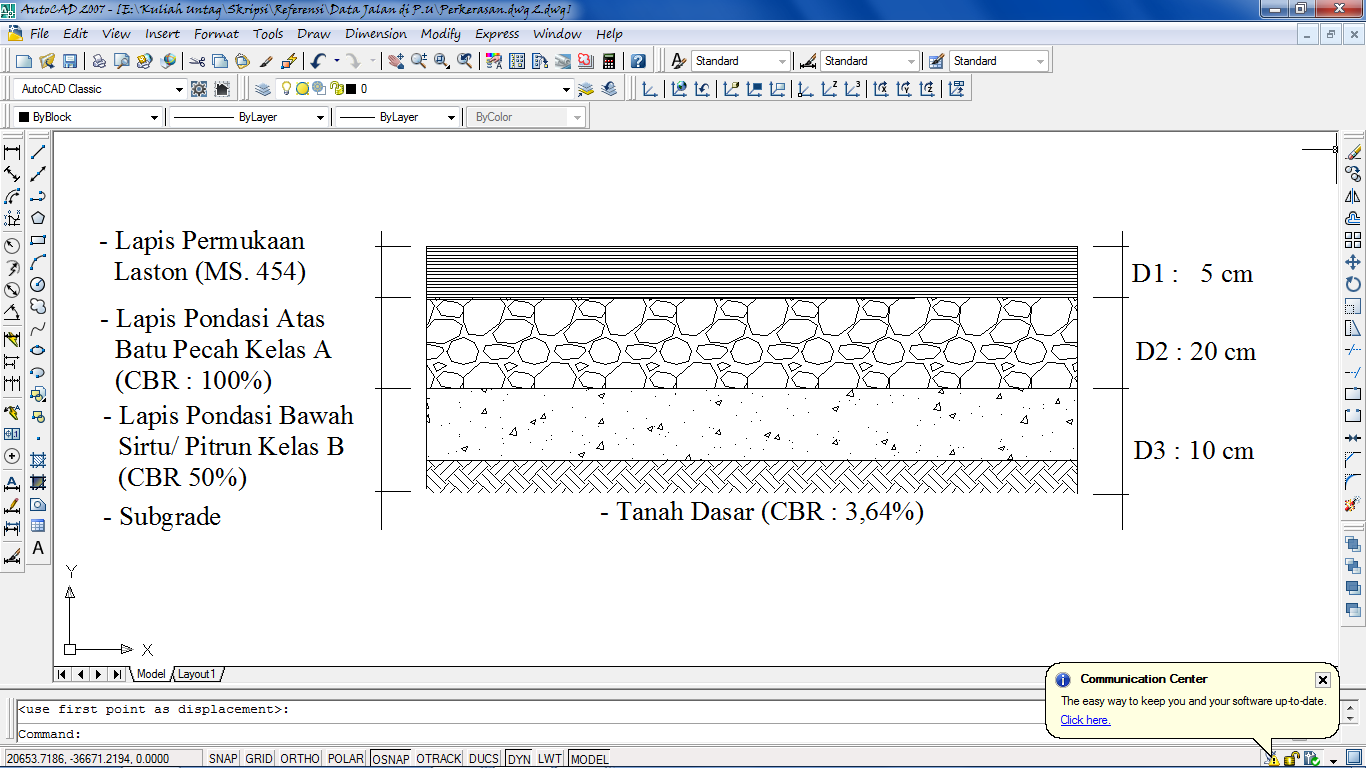 AutoCAD 2007 - [E:\Kuliah Untag\Skripsi\Referensi\Data Jalan di P.U\Perkerasan.dwg 2.dwg]
File Edit View Insert Format Tools Draw Dimension Modify Express Window Help
Standard Standard Standard
AutoCAD Classic 0
ByBlock ByLayer ByLayer ByColor
- Lapis Permukaan
Laston (MS. 454)
D1 : 5 cm
- Lapis Pondasi Atas
Batu Pecah Kelas A
(CBR : 100%)
D2 : 20 cm
- Lapis Pondasi Bawah
Sirtu/ Pitrun Kelas B
(CBR 50%)
D3 : 10 cm
- Subgrade
- Tanah Dasar (CBR : 3,64%)
Y
X
Model Layout1
Communication Center
The easy way to keep you and your software up-to-date.
Click here.
<use first point as displacement>:
Command:
20653.7186, -36671.2194, 0.0000 SNAP GRID ORTHO POLAR OSNAP OTRACK DUCS DYN LWT MODEL